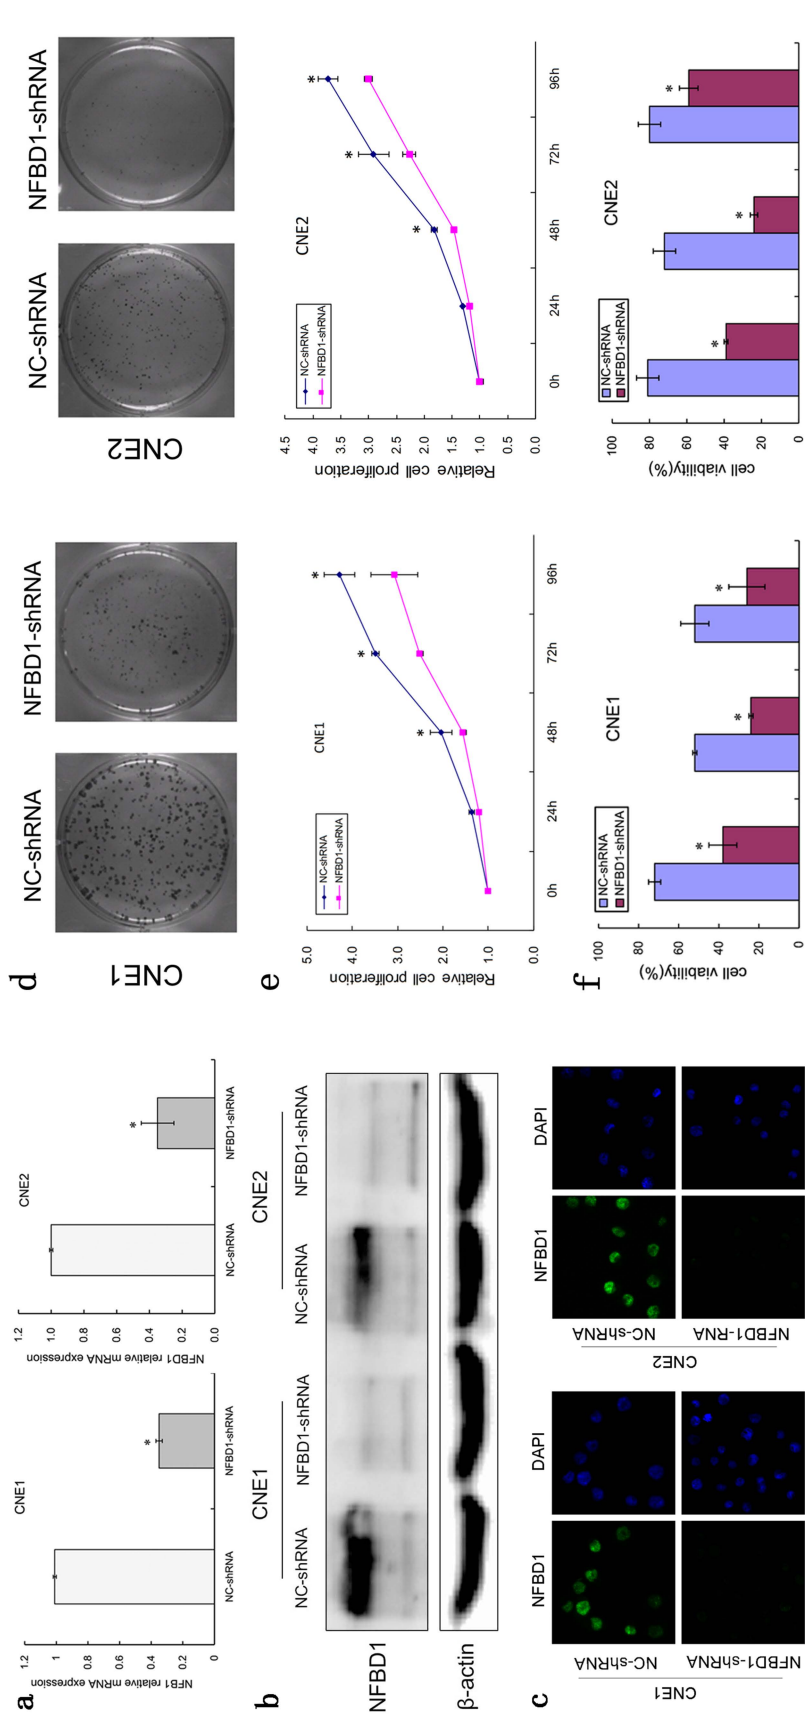 a
CNE1
NFB1 relative mRNA expression
1.2
1
0.8
0.6
0.4
0.2
0
*
NC-shRNA
NFBD1-shRNA
CNE2
NFBD1 relative mRNA expression
1.2
1.0
0.8
0.6
0.4
0.2
0.0
*
NC-shRNA
NFBD1-shRNA
b
CNE1
CNE2
NC-shRNA
NFBD1-shRNA
NC-shRNA
NFBD1-shRNA
NFBD1
β-actin
c
NFBD1
DAPI
CNE1
NC-shRNA
NFBD1-shRNA
NFBD1
DAPI
CNE2
NC-shRNA
NFBD1-RNA
d
NC-shRNA
NFBD1-shRNA
CNE1
NC-shRNA
NFBD1-shRNA
CNE2
e
CNE1
NC-shRNA
NFBD1-shRNA
Relative cell proliferation
5.0
4.0
3.0
2.0
1.0
0.0
*
*
*
0h
24h
48h
72h
96h
CNE2
NC-shRNA
NFBD1-shRNA
Relative cell proliferation
4.5
4.0
3.5
3.0
2.5
2.0
1.5
1.0
0.5
0.0
*
*
*
0h
24h
48h
72h
96h
f
CNE1
NC-shRNA
NFBD1-shRNA
cell viability(%)
100
80
60
40
20
0
*
*
*
CNE2
NC-shRNA
NFBD1-shRNA
cell viability(%)
100
80
60
40
20
0
*
*
*